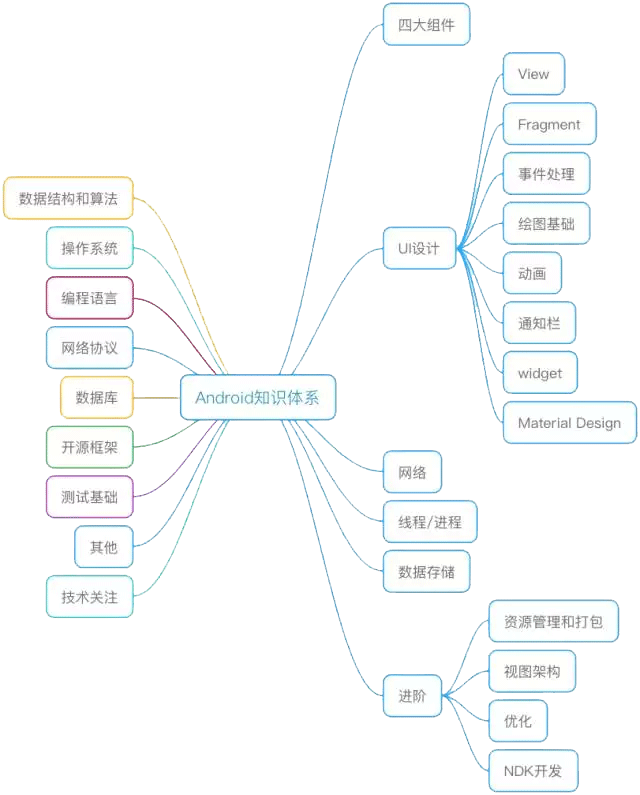 四大组件
View
Fragment
事件处理
数据结构和算法
绘图基础
操作系统
UI设计
动画
编程语言
通知栏
网络协议
widget
数据库
Android知识体系
Material Design
开源框架
网络
测试基础
线程/进程
其他
数据存储
技术关注
资源管理和打包
视图架构
进阶
优化
NDK开发